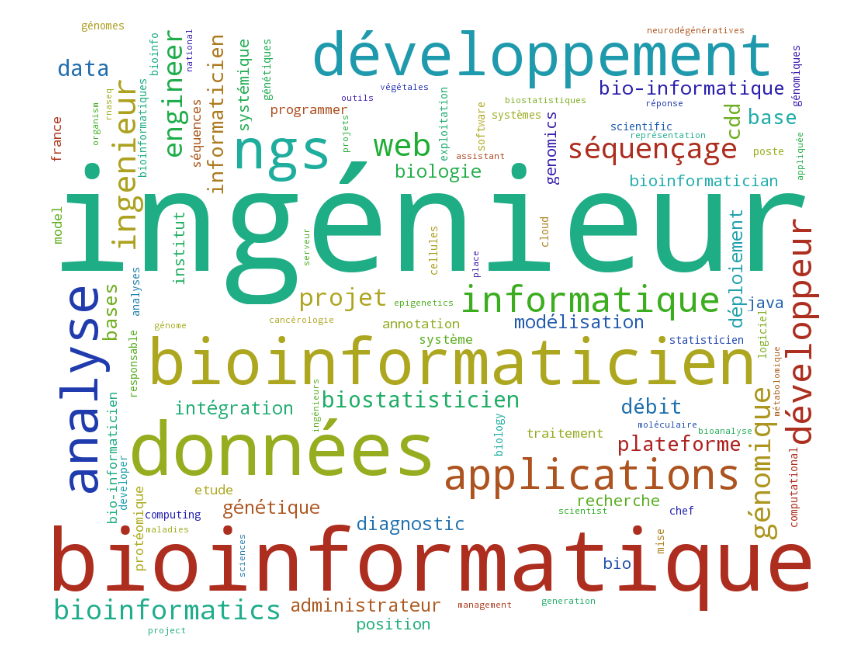 génomes
neurodégénératives
développement
data
bioinfo
national
engineer
informaticien
systémique
génétiques
végétales
outils
bio-informatique
génomiques
ingenieur
organism
rnaseq
bioinformatiques
séquences
programmer
projets
exploitation
software
biostatistiques
systèmes
réponse
scientific
représentation
cdd
base
france
ngs
web
assistant
biologie
genomics
séquençage
poste
appliquée
bioinformatician
ingénieur
model
institut
serveur
cellules
place
cloud
déploiement
développeur
analyse
bases
analyses
projet
epigenetics
informatique
java
génome
cancérologie
annotation
modélisation
système
statisticien
logiciel
responsable
bioinformaticien
métabolomique
intégration
ingénieurs
biostatisticien
débit
génomique
bio-informaticien
developer
données
biology
traitement
moléculaire
bioanalyse
plateforme
applications
computational
protéomique
etude
génétique
recherche
computing
maladies
diagnostic
scientist
chef
sciences
mise
bioinformatique
bio
bioinformatics
administrateur
management
generation
project
position